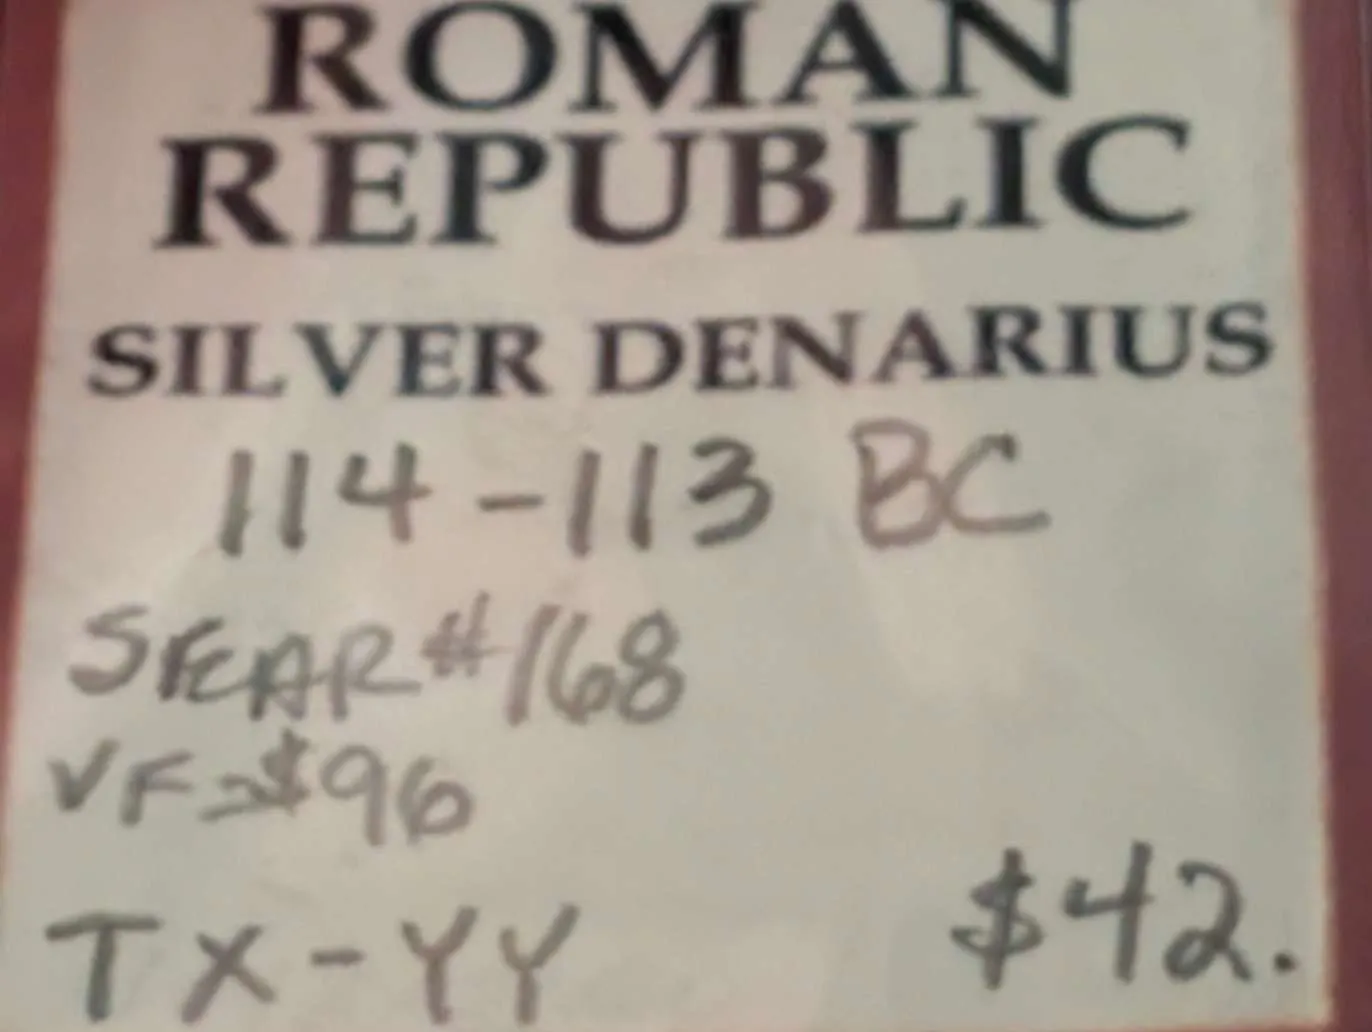 ROMAN
REPUBLIC
SILVER DENARIUS
114-113 BC
SEAR #168
VF=$96
TX-YY
$42.